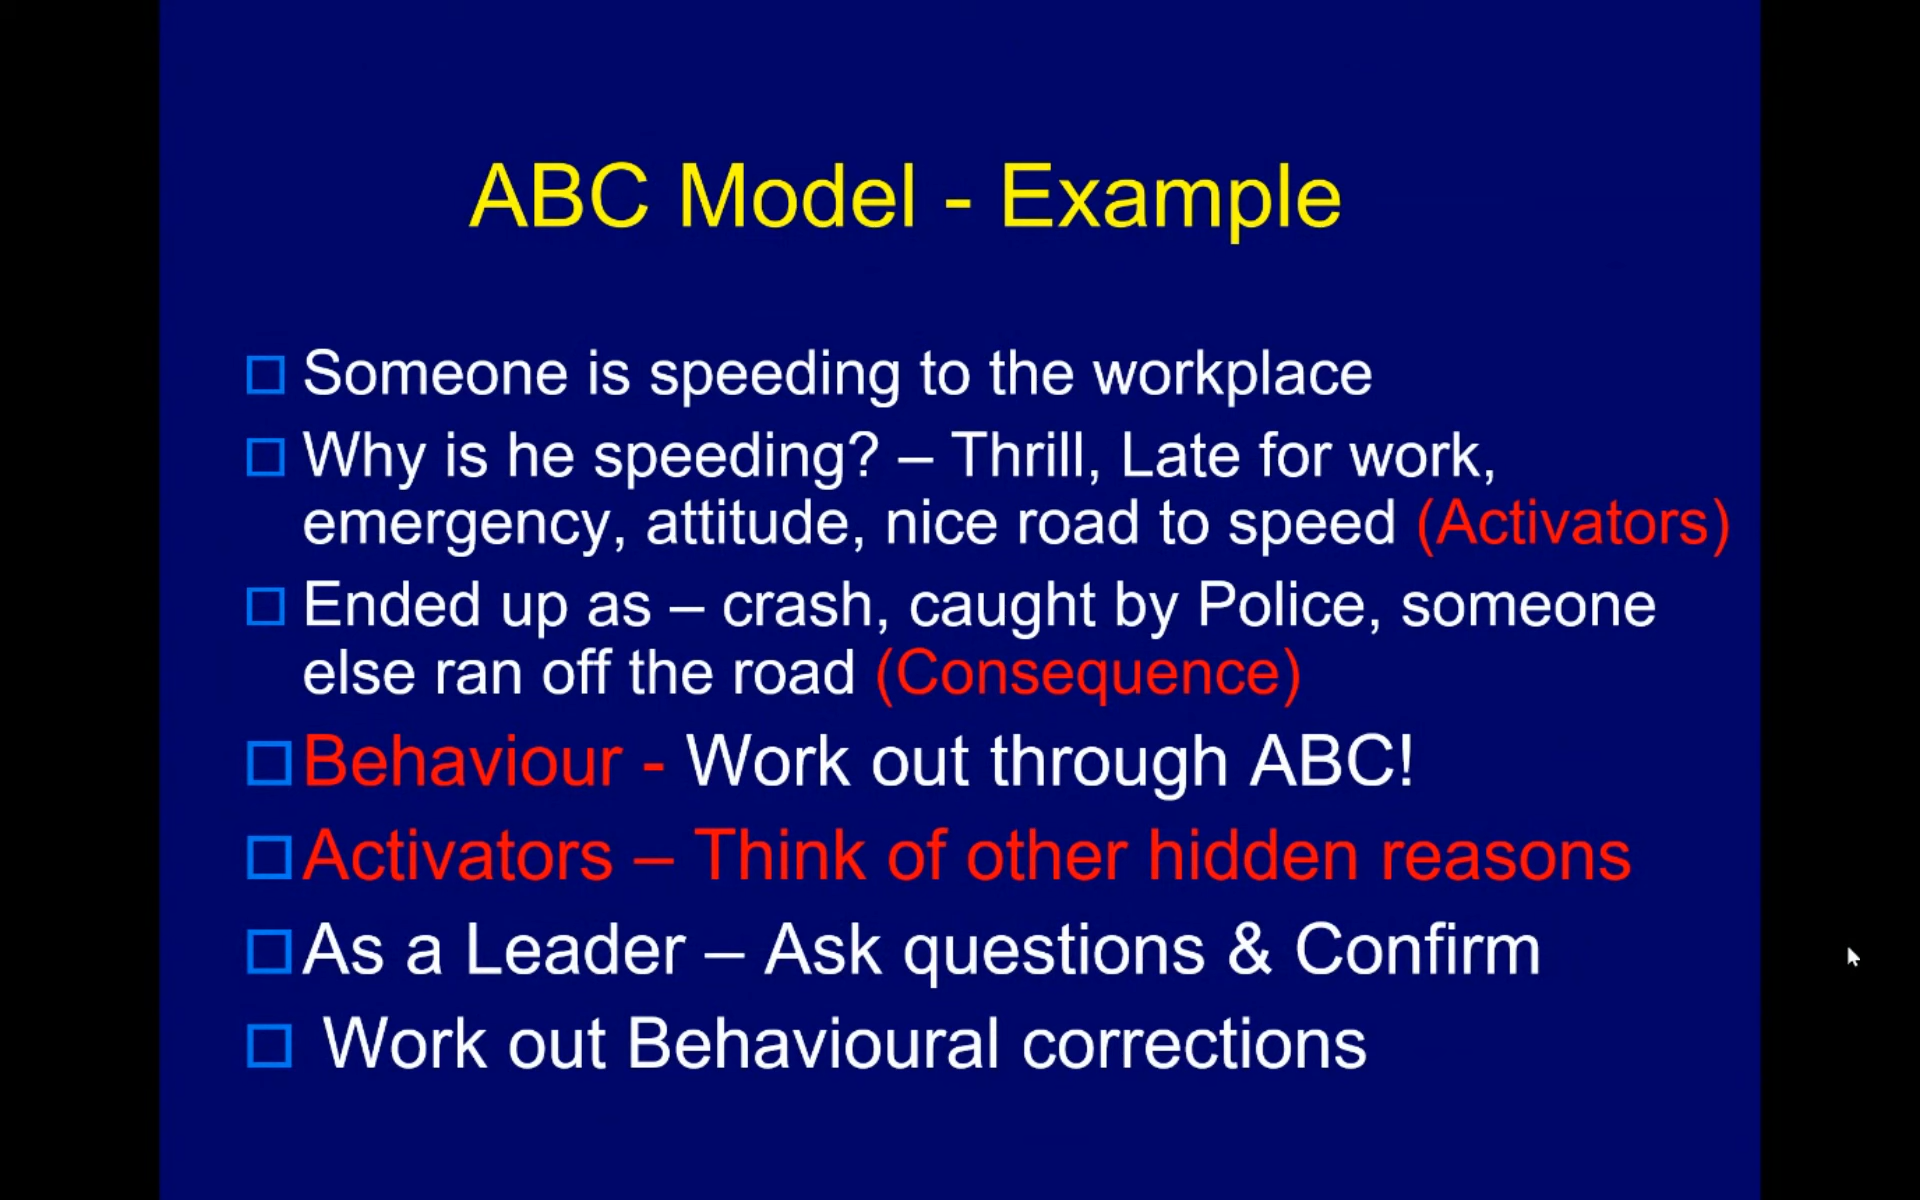 ABC Model - Example
Someone is speeding to the workplace
Why is he speeding? – Thrill, Late for work,
emergency, attitude, nice road to speed (Activators)
Ended up as – crash, caught by Police, someone
else ran off the road (Consequence)
Behaviour - Work out through ABC!
Activators – Think of other hidden reasons
As a Leader – Ask questions & Confirm
Work out Behavioural corrections